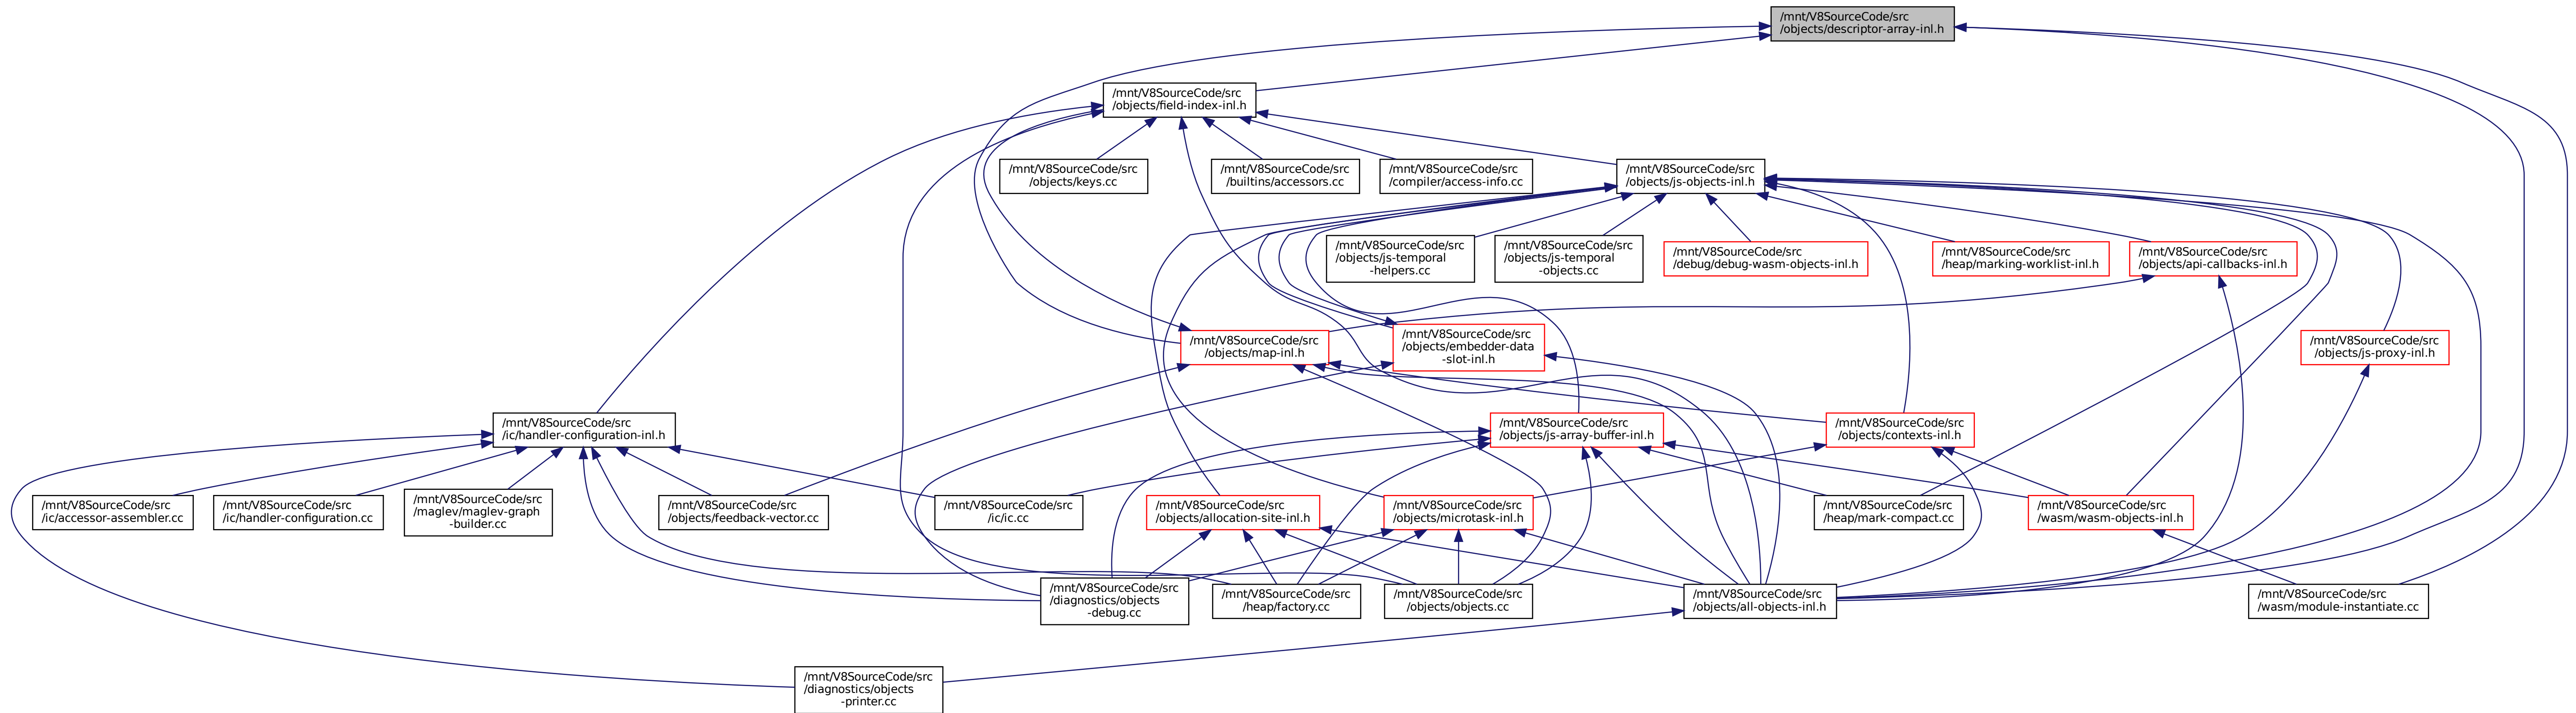 /mnt/V8SourceCode/src
/objects/descriptor-array-inl.h
/mnt/V8SourceCode/src
/objects/field-index-inl.h
/mnt/V8SourceCode/src
/objects/keys.cc
/mnt/V8SourceCode/src
/builtins/accessors.cc
/mnt/V8SourceCode/src
/compiler/access-info.cc
/mnt/V8SourceCode/src
/objects/js-objects-inl.h
/mnt/V8SourceCode/src
/objects/js-temporal
-helpers.cc
/mnt/V8SourceCode/src
/objects/js-temporal
-objects.cc
/mnt/V8SourceCode/src
/debug/debug-wasm-objects-inl.h
/mnt/V8SourceCode/src
/heap/marking-worklist-inl.h
/mnt/V8SourceCode/src
/objects/api-callbacks-inl.h
/mnt/V8SourceCode/src
/objects/map-inl.h
/mnt/V8SourceCode/src
/objects/embedder-data
-slot-inl.h
/mnt/V8SourceCode/src
/objects/js-proxy-inl.h
/mnt/V8SourceCode/src
/ic/handler-configuration-inl.h
/mnt/V8SourceCode/src
/objects/js-array-buffer-inl.h
/mnt/V8SourceCode/src
/objects/contexts-inl.h
/mnt/V8SourceCode/src
/ic/accessor-assembler.cc
/mnt/V8SourceCode/src
/ic/handler-configuration.cc
/mnt/V8SourceCode/src
/maglev/maglev-graph
-builder.cc
/mnt/V8SourceCode/src
/objects/feedback-vector.cc
/mnt/V8SourceCode/src
/ic/ic.cc
/mnt/V8SourceCode/src
/objects/allocation-site-inl.h
/mnt/V8SourceCode/src
/objects/microtask-inl.h
/mnt/V8SourceCode/src
/heap/mark-compact.cc
/mnt/V8SourceCode/src
/wasm/wasm-objects-inl.h
/mnt/V8SourceCode/src
/diagnostics/objects
-debug.cc
/mnt/V8SourceCode/src
/heap/factory.cc
/mnt/V8SourceCode/src
/objects/objects.cc
/mnt/V8SourceCode/src
/objects/all-objects-inl.h
/mnt/V8SourceCode/src
/wasm/module-instantiate.cc
/mnt/V8SourceCode/src
/diagnostics/objects
-printer.cc